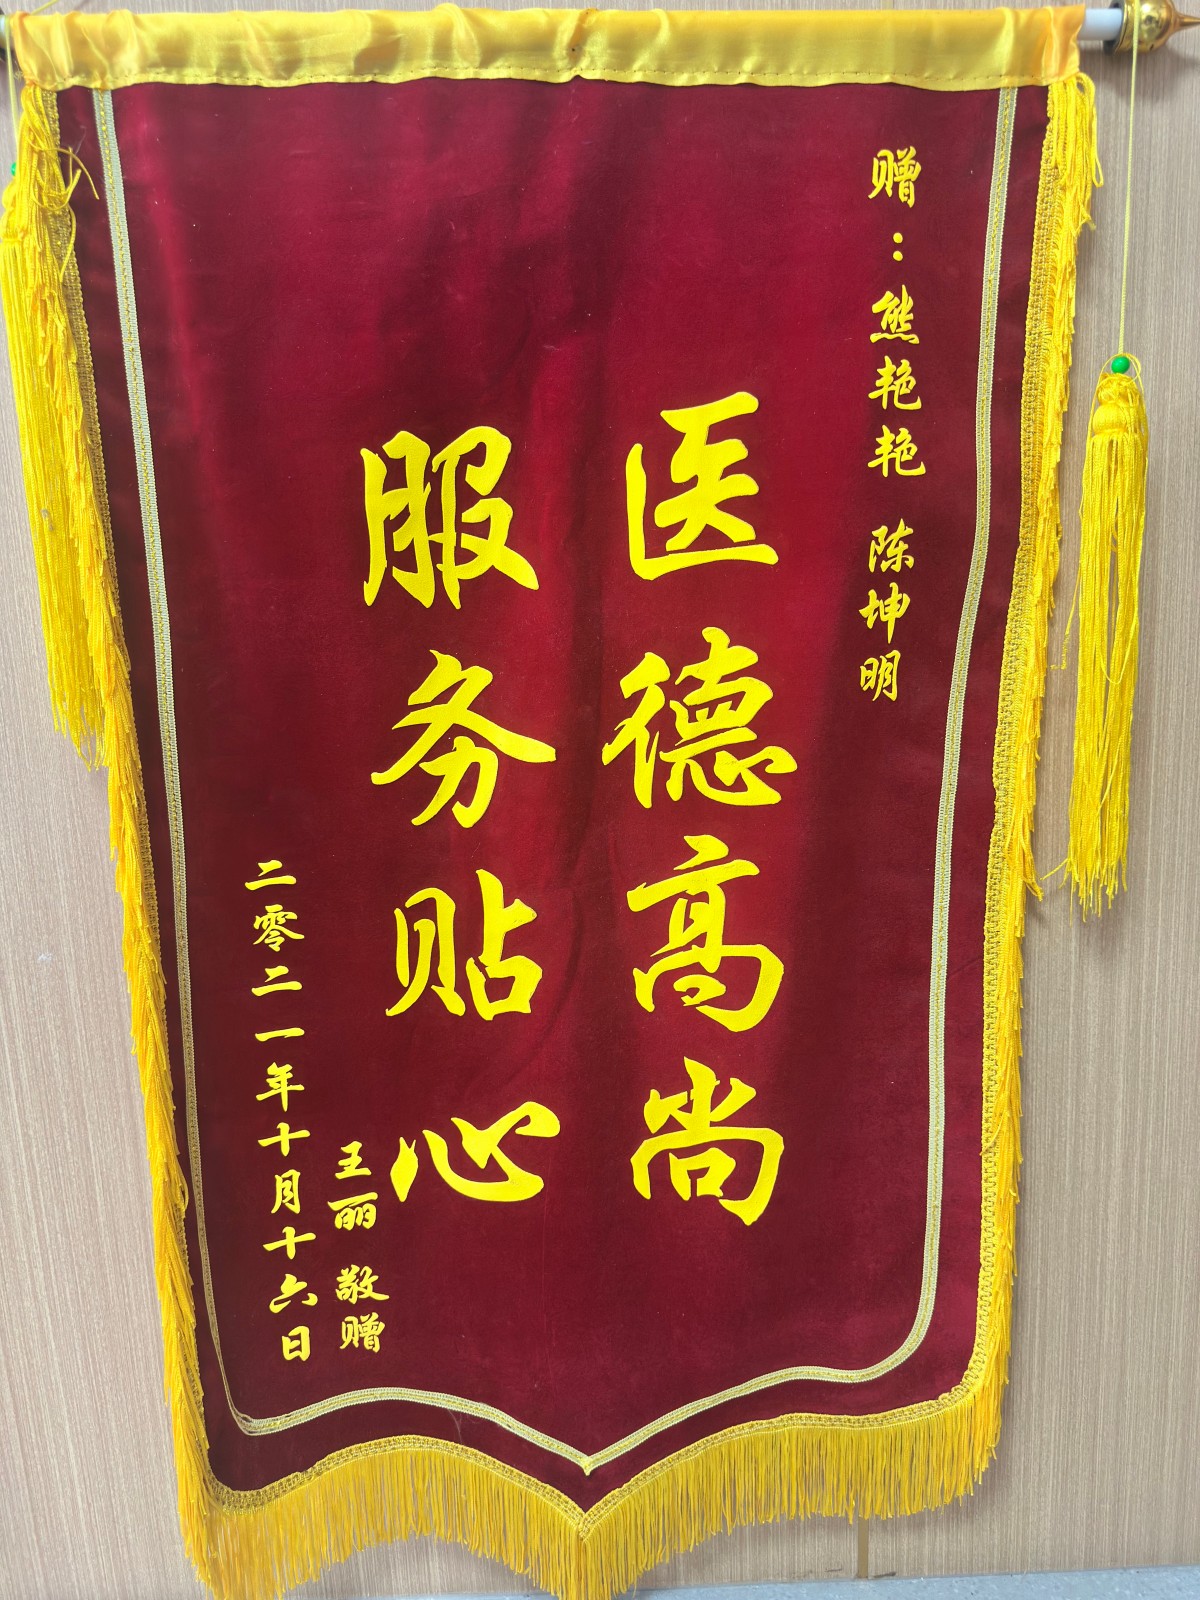 赠：熊艳艳 陈坤明
医德高尚
服务贴心
王丽 敬赠
二零二一年十月十六日